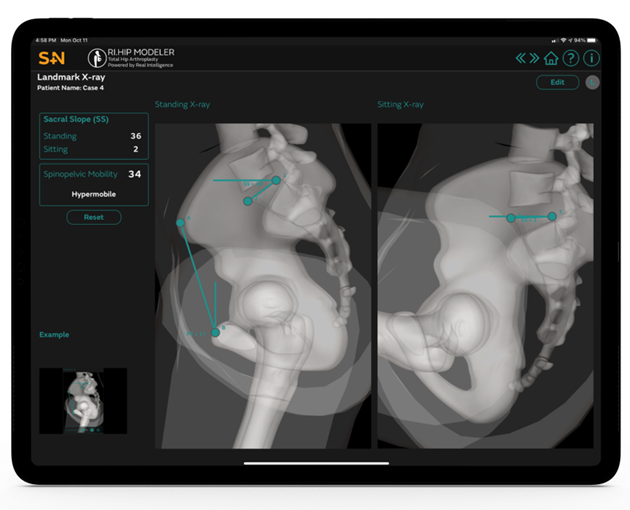 4:58 PM Mon Oct 11
94%
S+N
RI.HIP MODELER
Total Hip Arthroplasty
Powered by Real Intelligence
? i
Landmark X-ray
Patient Name: Case 4
Edit
Standing X-ray
Sitting X-ray
Sacral Slope (SS)
Standing 36
Sitting 2
Spinopelvic Mobility 34
Hypermobile
Reset
Example